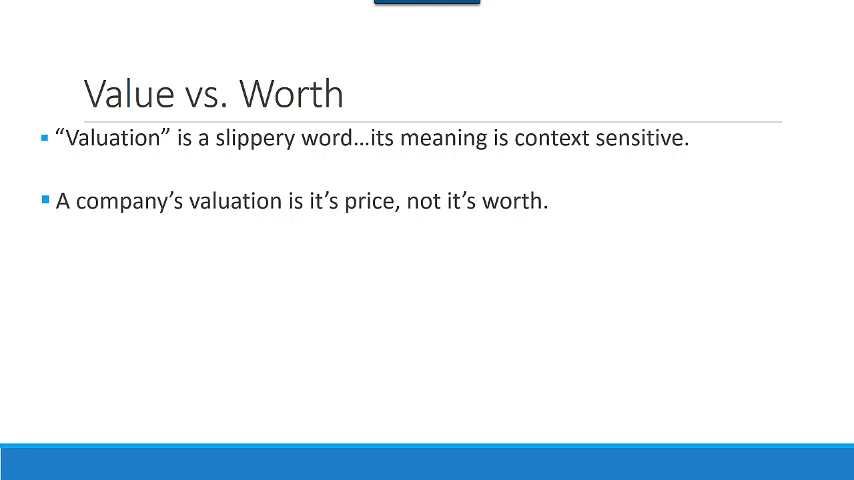 Value vs. Worth
“Valuation” is a slippery word…its meaning is context sensitive.
A company’s valuation is it’s price, not it’s worth.